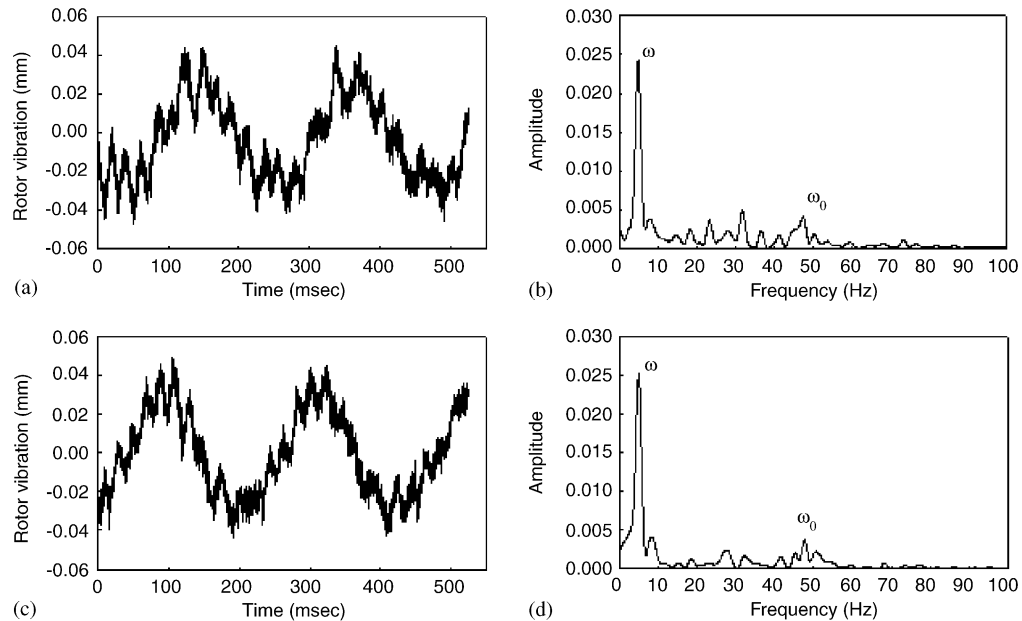 0.06
0.04
0.02
0.00
-0.02
-0.04
-0.06
Rotor vibration (mm)
0 100 200 300 400 500
Time (msec)
(a)
0.030
0.025
0.020
0.015
0.010
0.005
0.000
Amplitude
ω
ω0
0 10 20 30 40 50 60 70 80 90 100
Frequency (Hz)
(b)
0.06
0.04
0.02
0.00
-0.02
-0.04
-0.06
Rotor vibration (mm)
0 100 200 300 400 500
Time (msec)
(c)
0.030
0.025
0.020
0.015
0.010
0.005
0.000
Amplitude
ω
ω0
0 10 20 30 40 50 60 70 80 90 100
Frequency (Hz)
(d)